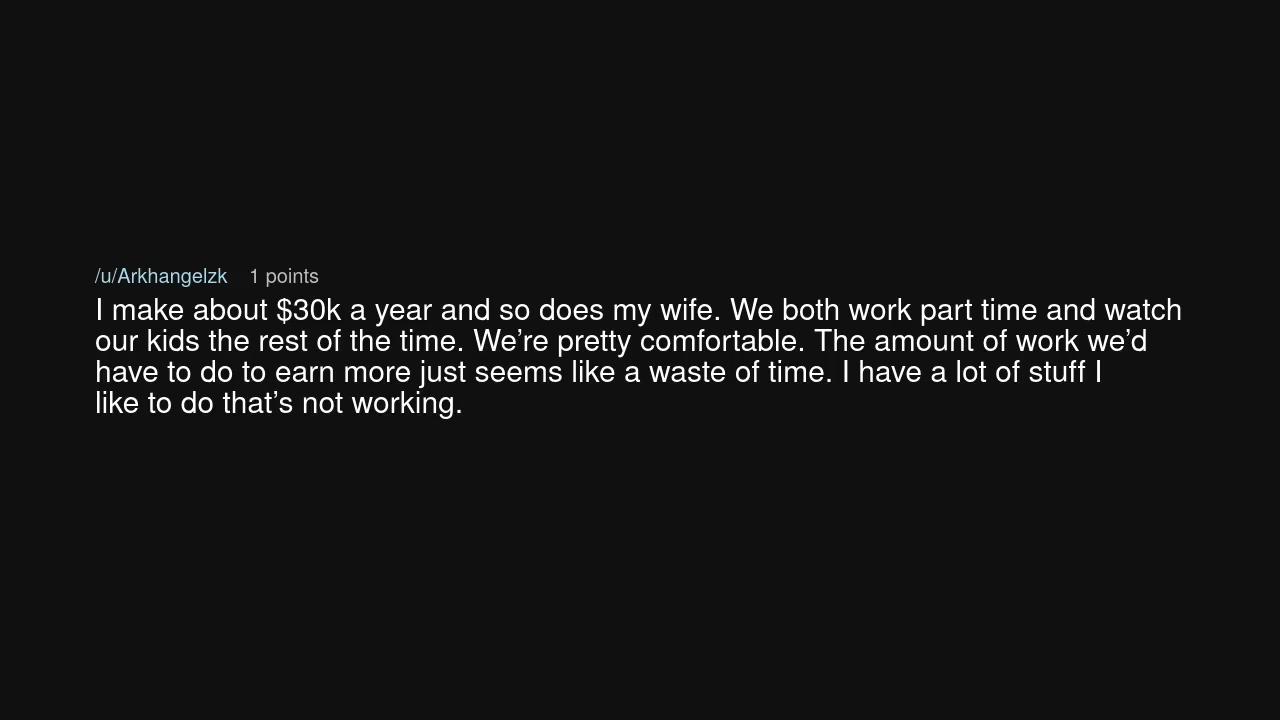 /u/Arkhangelzk 1 points
I make about $30k a year and so does my wife. We both work part time and watch
our kids the rest of the time. We’re pretty comfortable. The amount of work we’d
have to do to earn more just seems like a waste of time. I have a lot of stuff I
like to do that’s not working.